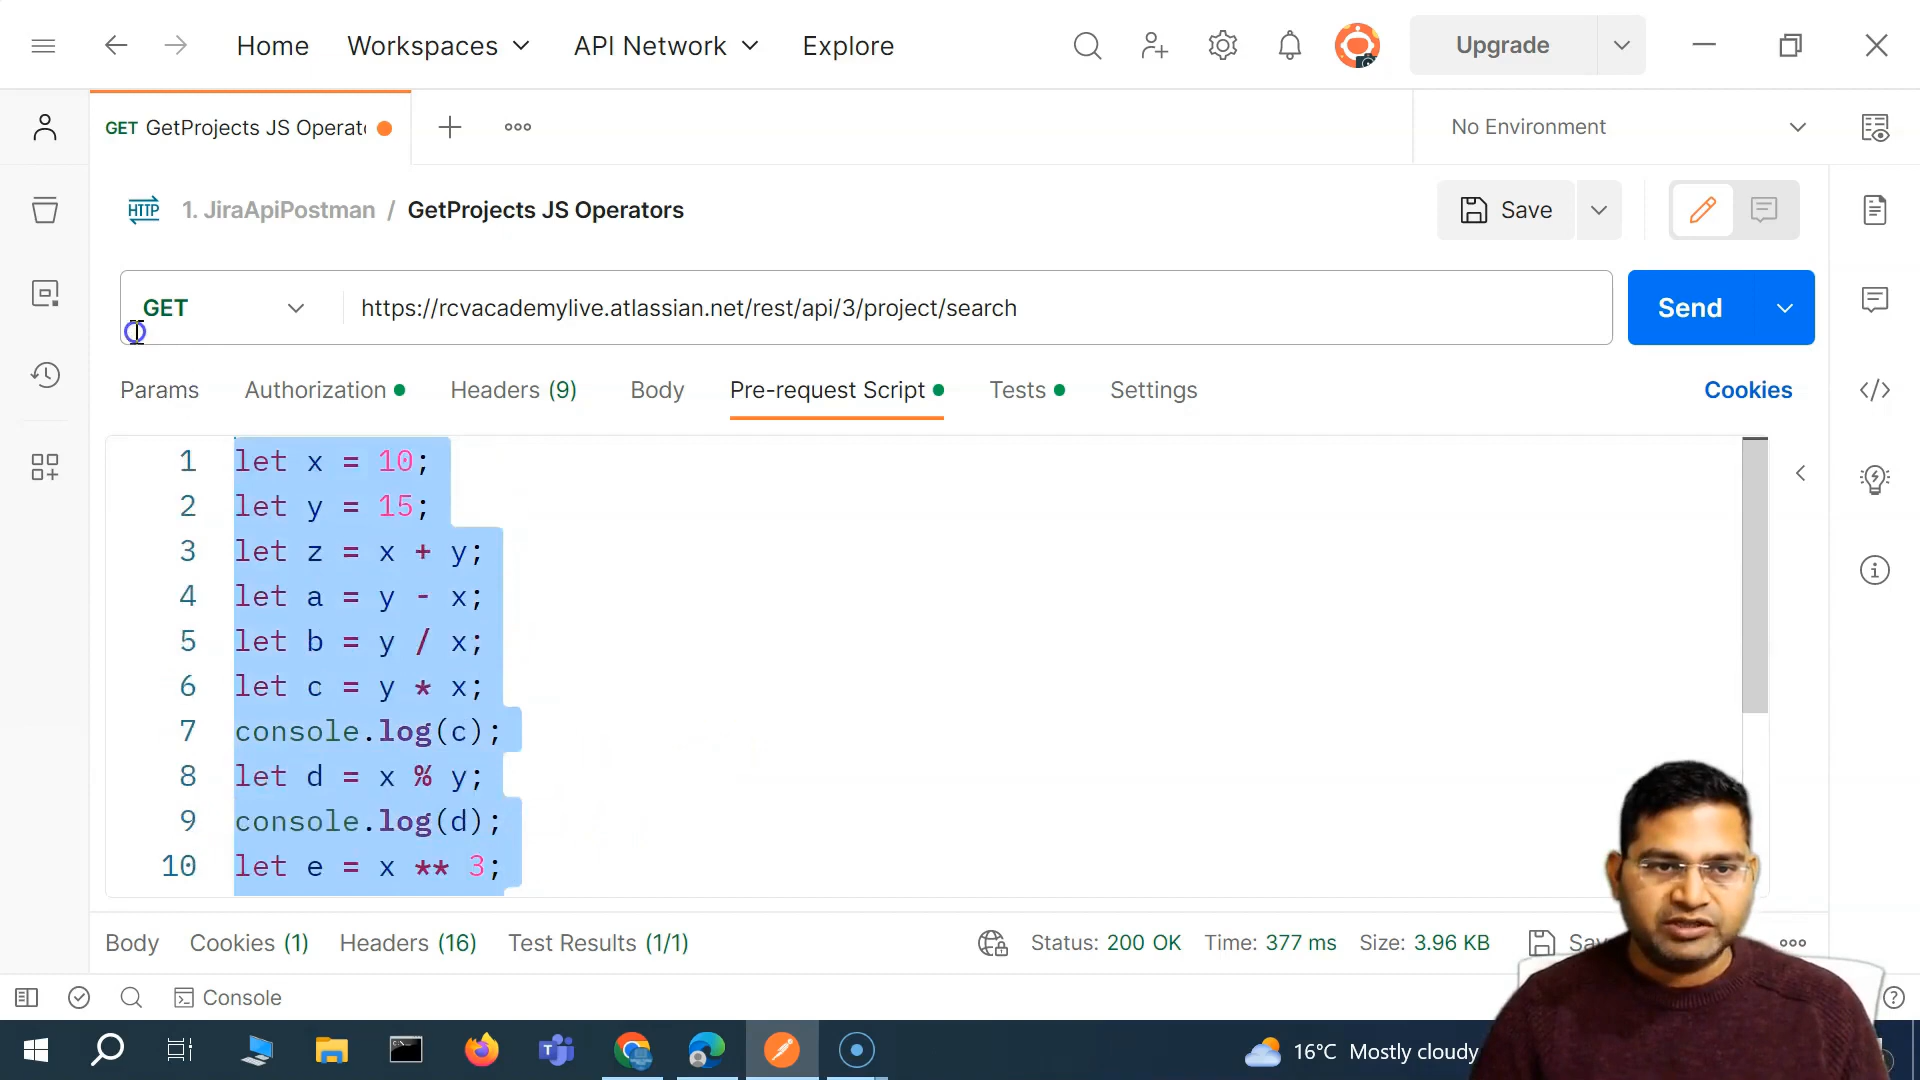 Home Workspaces API Network Explore Upgrade
GET GetProjects JS Operat No Environment
HTTP 1. JiraApiPostman / GetProjects JS Operators Save
GET https://rcvacademylive.atlassian.net/rest/api/3/project/search Send
Params Authorization Headers (9) Body Pre-request Script Tests Settings Cookies
1 let x = 10;
2 let y = 15;
3 let z = x + y;
4 let a = y - x;
5 let b = y / x;
6 let c = y * x;
7 console.log(c);
8 let d = x % y;
9 console.log(d);
10 let e = x ** 3;
Body Cookies (1) Headers (16) Test Results (1/1) Status: 200 OK Time: 377 ms Size: 3.96 KB
Console
16°C Mostly cloudy